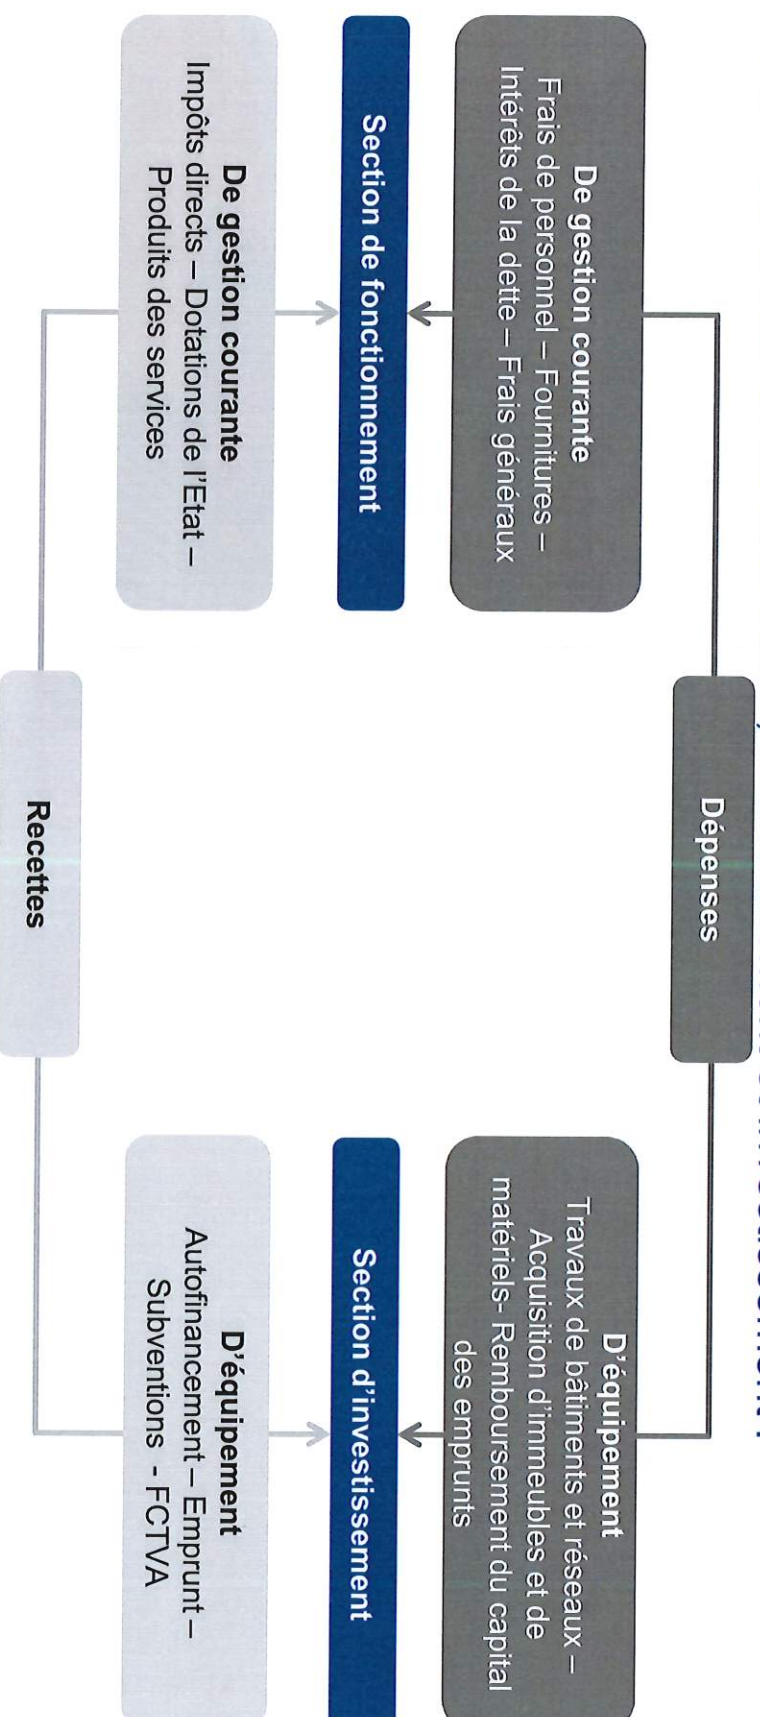 Dépenses
De gestion courante
Frais de personnel – Fournitures –
Intérêts de la dette – Frais généraux
D'équipement
Travaux de bâtiments et réseaux –
Acquisition d'immeubles et de
matériels- Remboursement du capital
des emprunts
Section de fonctionnement
Section d'investissement
De gestion courante
Impôts directs – Dotations de l'Etat –
Produits des services
D'équipement
Autofinancement – Emprunt –
Subventions - FCTVA
Recettes